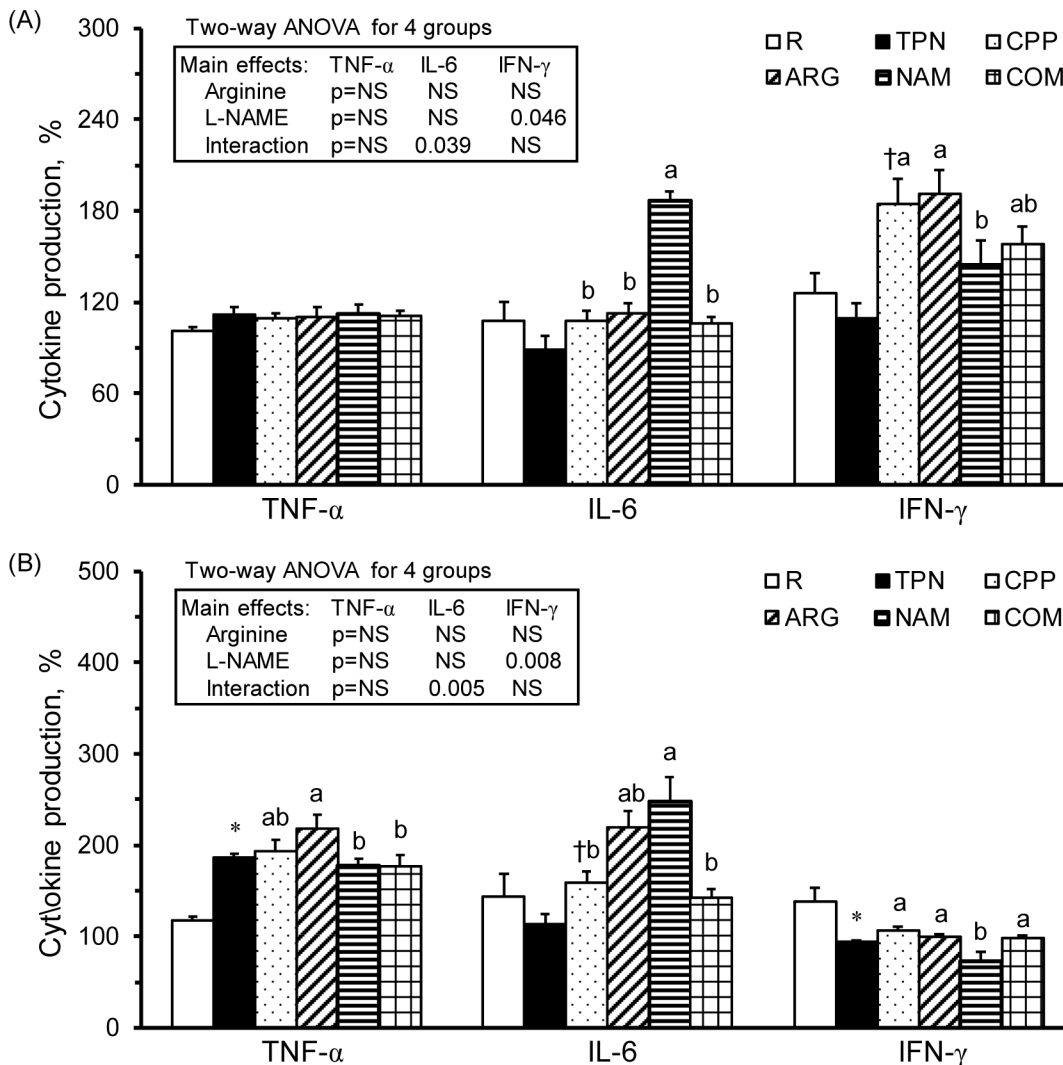 (A)
Two-way ANOVA for 4 groups
Main effects: TNF-α IL-6 IFN-γ
Arginine p=NS NS NS
L-NAME p=NS NS 0.046
Interaction p=NS 0.039 NS
R TPN CPP
ARG NAM COM
Cytokine production, %
300
240
180
120
60
0
b b a b
†a a b ab
TNF-α IL-6 IFN-γ
(B)
Two-way ANOVA for 4 groups
Main effects: TNF-α IL-6 IFN-γ
Arginine p=NS NS NS
L-NAME p=NS NS 0.008
Interaction p=NS 0.005 NS
R TPN CPP
ARG NAM COM
Cyt\okine production, %
500
400
300
200
100
0
* ab a b b
†b ab a b
* a a b a
TNF-α IL-6 IFN-γ